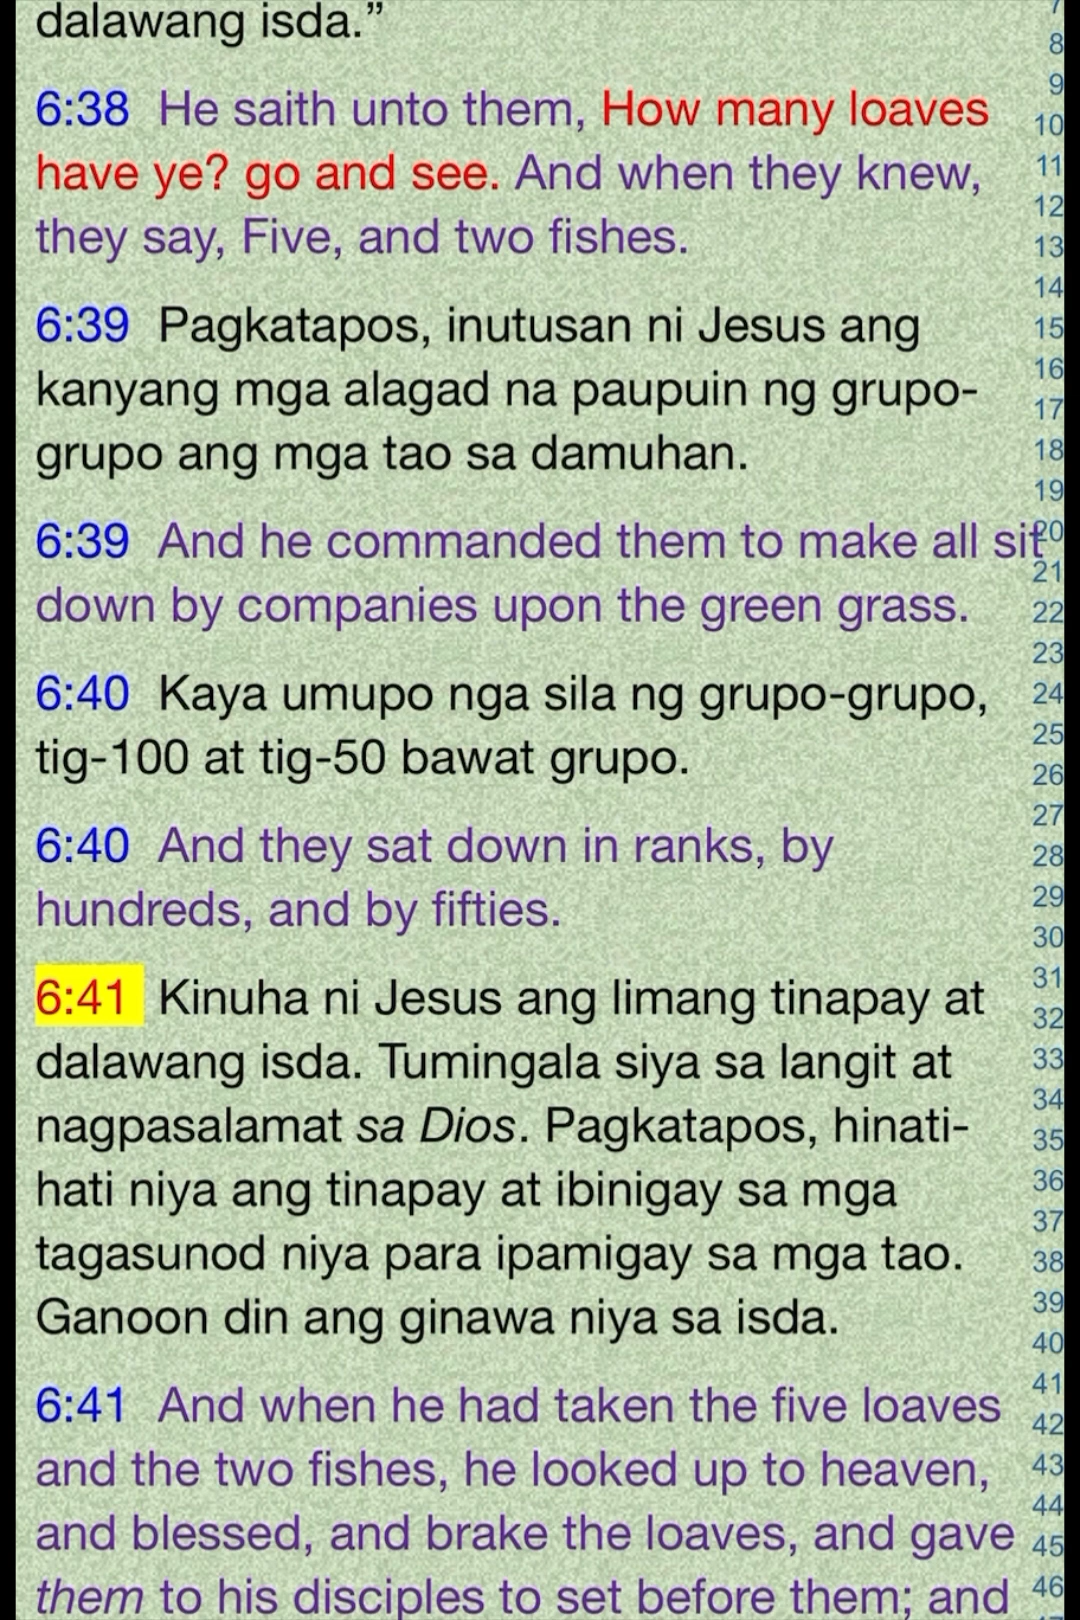 dalawang isda.”
6:38 He saith unto them, How many loaves
have ye? go and see. And when they knew,
they say, Five, and two fishes.
6:39 Pagkatapos, inutusan ni Jesus ang
kanyang mga alagad na paupuin ng grupo-
grupo ang mga tao sa damuhan.
6:39 And he commanded them to make all sit
down by companies upon the green grass.
6:40 Kaya umupo nga sila ng grupo-grupo,
tig-100 at tig-50 bawat grupo.
6:40 And they sat down in ranks, by
hundreds, and by fifties.
6:41 Kinuha ni Jesus ang limang tinapay at
dalawang isda. Tumingala siya sa langit at
nagpasalamat sa Dios. Pagkatapos, hinati-
hati niya ang tinapay at ibinigay sa mga
tagasunod niya para ipamigay sa mga tao.
Ganoon din ang ginawa niya sa isda.
6:41 And when he had taken the five loaves
and the two fishes, he looked up to heaven,
and blessed, and brake the loaves, and gave
them to his disciples to set before them; and
7
8
9
10
11
12
13
14
15
16
17
18
19
20
21
22
23
24
25
26
27
28
29
30
31
32
33
34
35
36
37
38
39
40
41
42
43
44
45
46